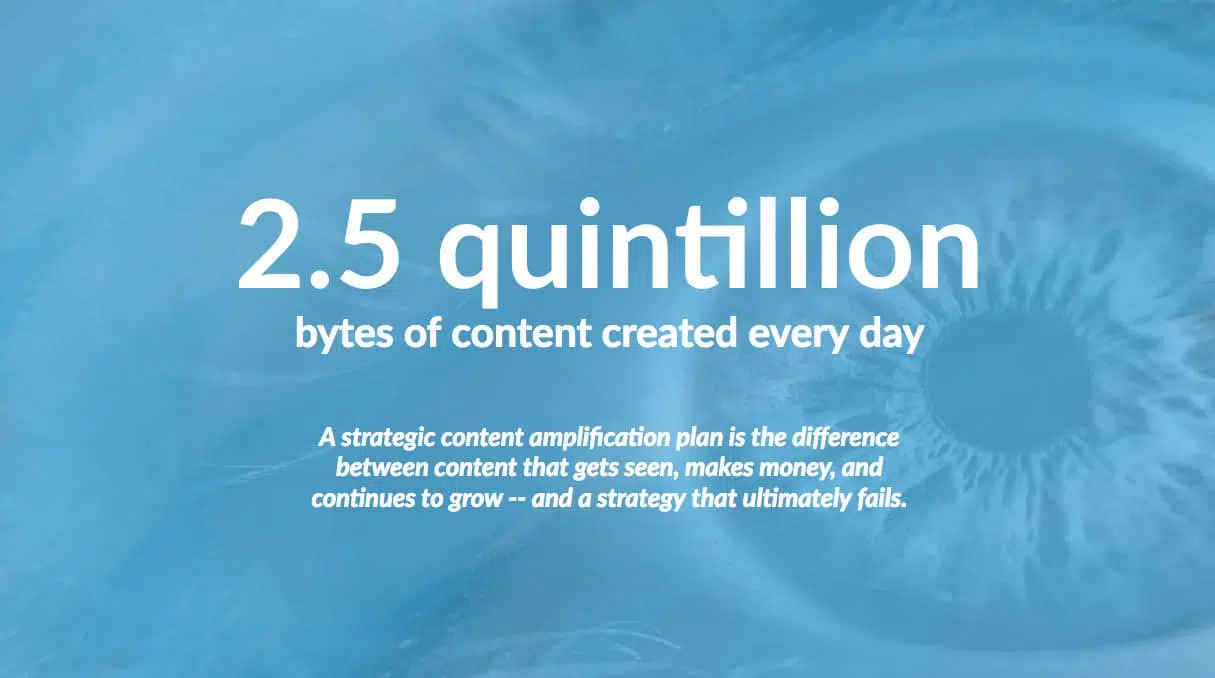 2.5 quintillion
bytes of content created every day
A strategic content amplification plan is the difference
between content that gets seen, makes money, and
continues to grow -- and a strategy that ultimately fails.